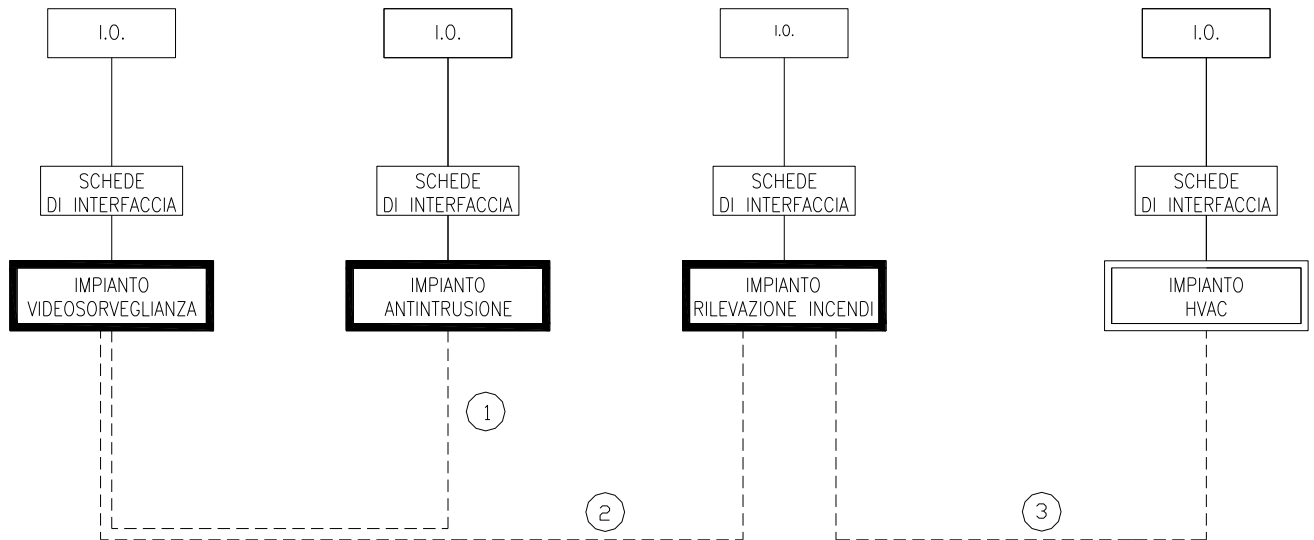 I.O.
I.O.
I.O.
I.O.
SCHEDE
DI INTERFACCIA
SCHEDE
DI INTERFACCIA
SCHEDE
DI INTERFACCIA
SCHEDE
DI INTERFACCIA
IMPIANTO
VIDEOSORVEGLIANZA
IMPIANTO
ANTINTRUSIONE
IMPIANTO
RILEVAZIONE INCENDI
IMPIANTO
HVAC
1
2
3